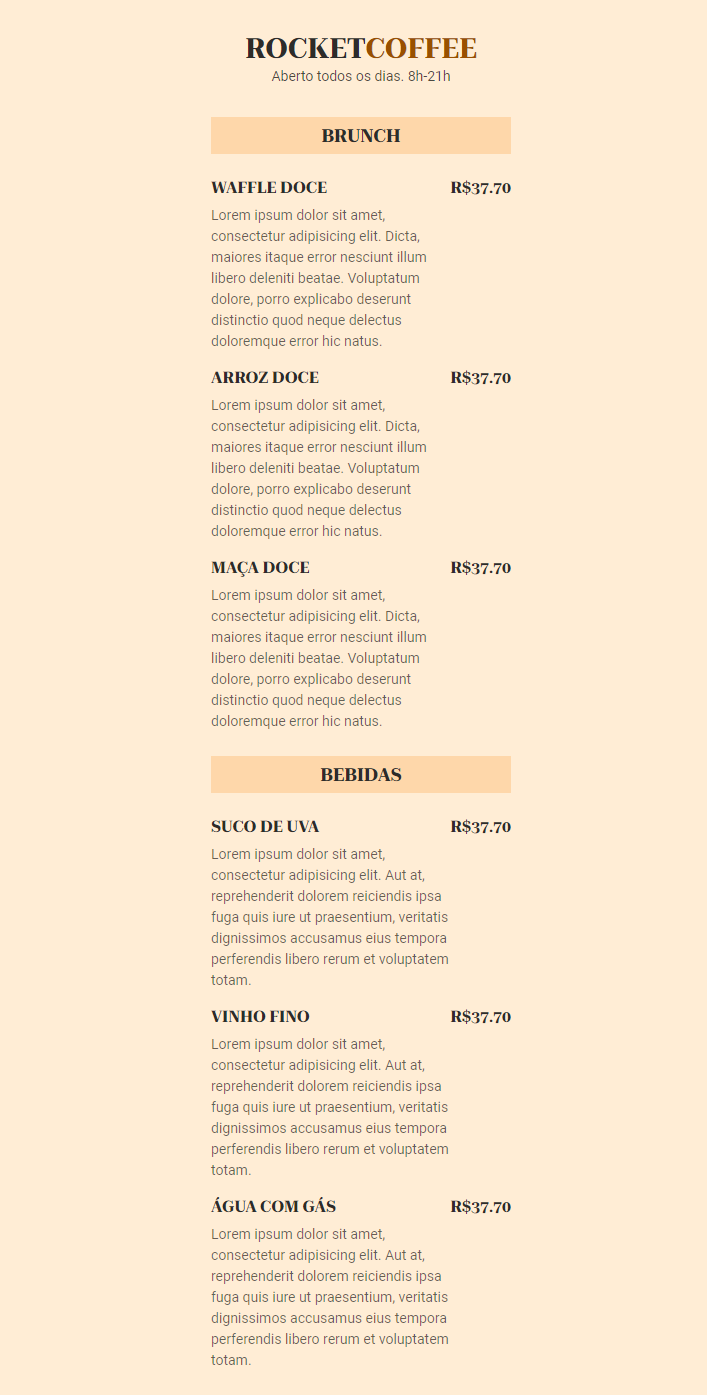 ROCKETCOFFEE
Aberto todos os dias. 8h-21h
BRUNCH
WAFFLE DOCE R$37.70
Lorem ipsum dolor sit amet,
consectetur adipisicing elit. Dicta,
maiores itaque error nesciunt illum
libero deleniti beatae. Voluptatum
dolore, porro explicabo deserunt
distinctio quod neque delectus
doloremque error hic natus.
ARROZ DOCE R$37.70
Lorem ipsum dolor sit amet,
consectetur adipisicing elit. Dicta,
maiores itaque error nesciunt illum
libero deleniti beatae. Voluptatum
dolore, porro explicabo deserunt
distinctio quod neque delectus
doloremque error hic natus.
MAÇA DOCE R$37.70
Lorem ipsum dolor sit amet,
consectetur adipisicing elit. Dicta,
maiores itaque error nesciunt illum
libero deleniti beatae. Voluptatum
dolore, porro explicabo deserunt
distinctio quod neque delectus
doloremque error hic natus.
BEBIDAS
SUCO DE UVA R$37.70
Lorem ipsum dolor sit amet,
consectetur adipisicing elit. Aut at,
reprehenderit dolorem reiciendis ipsa
fuga quis iure ut praesentium, veritatis
dignissimos accusamus eius tempora
perferendis libero rerum et voluptatem
totam.
VINHO FINO R$37.70
Lorem ipsum dolor sit amet,
consectetur adipisicing elit. Aut at,
reprehenderit dolorem reiciendis ipsa
fuga quis iure ut praesentium, veritatis
dignissimos accusamus eius tempora
perferendis libero rerum et voluptatem
totam.
ÁGUA COM GÁS R$37.70
Lorem ipsum dolor sit amet,
consectetur adipisicing elit. Aut at,
reprehenderit dolorem reiciendis ipsa
fuga quis iure ut praesentium, veritatis
dignissimos accusamus eius tempora
perferendis libero rerum et voluptatem
totam.